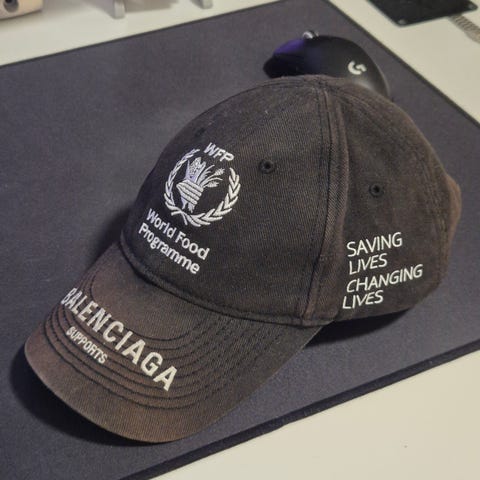 WFP
World Food
Programme
BALENCIAGA
SUPPORTS
SAVING
LIVES
CHANGING
LIVES
G